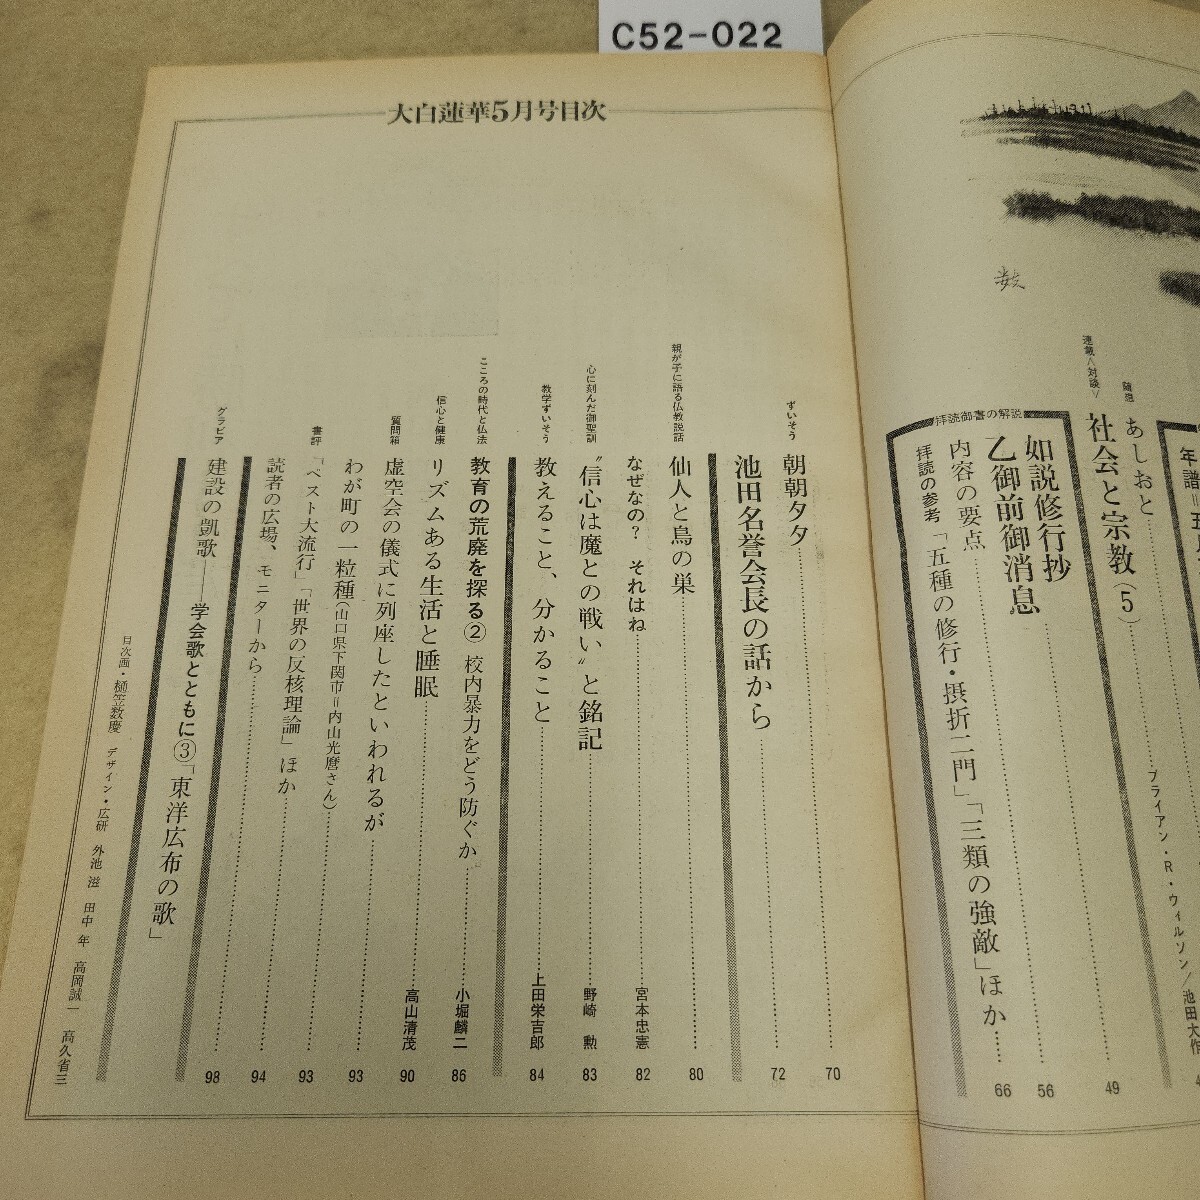 C52-022
大白蓮華5月号目次
連載〈対談〉
社会と宗教(5)
ブライアン・R・ウィルソン/池田大作
49
随想
あしおと
拝読御書の解説
如説修行抄
56
乙御前御消息
66
内容の要点
拝読の参考「五種の修行・摂折二門」「三類の強敵」ほか
ずいそう
朝朝夕夕
70
池田名誉会長の話から
72
親が子に語る仏教説話
仙人と鳥の巣
80
なぜなの? それはね
宮本忠憲
82
心に刻んだ御聖訓
“信心は魔との戦い”と銘記
野崎 勲
83
教学ずいそう
教えること、分かること
上田栄吉郎
84
こころの時代と仏法
教育の荒廃を探る② 校内暴力をどう防ぐか
小堀麟二
86
信心と健康
リズムある生活と睡眠
高山清茂
90
質問箱
虚空会の儀式に列座したといわれるが
93
わが町の一粒種(山口県下関市=内山光麿さん)
93
書評
「ペスト大流行」「世界の反核理論」ほか
94
読者の広場、モニターから
98
グラビア
建設の凱歌——学会歌とともに③「東洋広布の歌」
目次画・樋笠数慶 デザイン・広研 外池 滋 田中 年 高岡誠一 高久省三